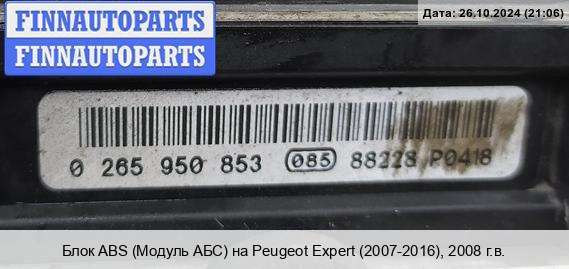 FINNAUTOPARTS
FINNAUTOPARTS
Дата: 26.10.2024 (21:06)
0 265 950 853 085 88228 P0418
Блок ABS (Модуль АБС) на Peugeot Expert (2007-2016), 2008 г.в.